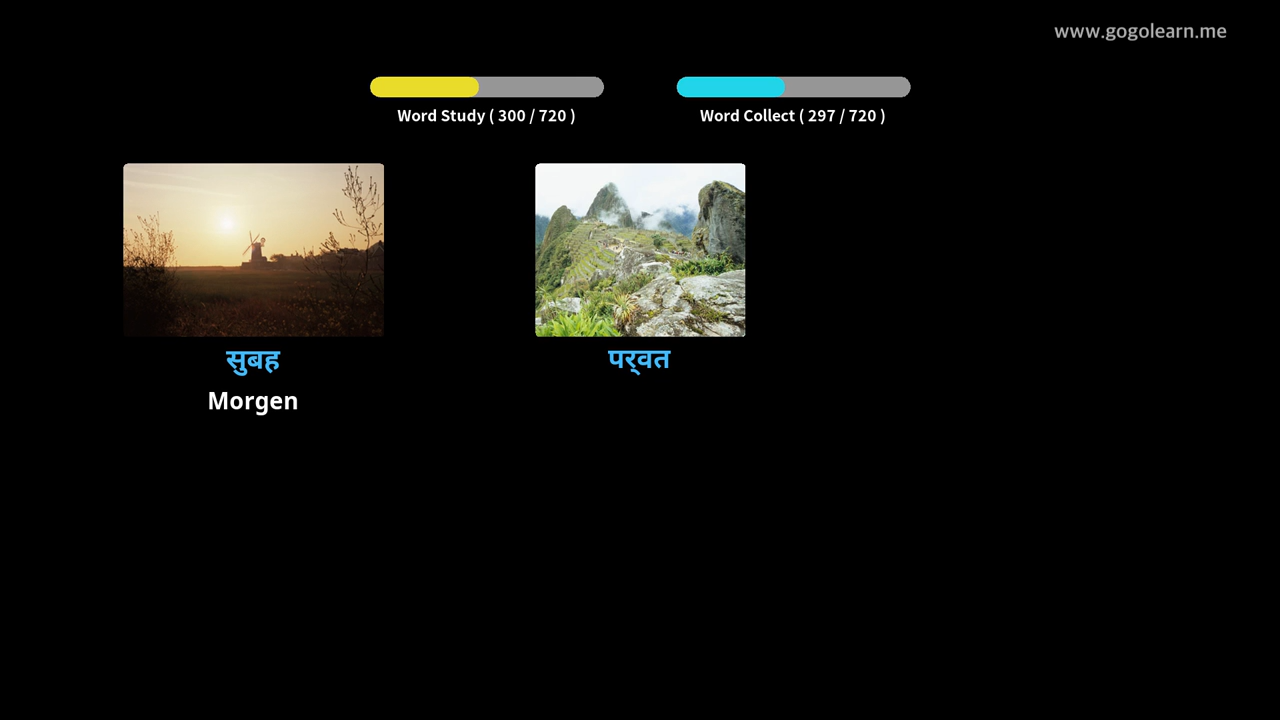 www.gogolearn.me
Word Study ( 300 / 720 )
Word Collect ( 297 / 720 )
सुबह
पर्वत
Morgen